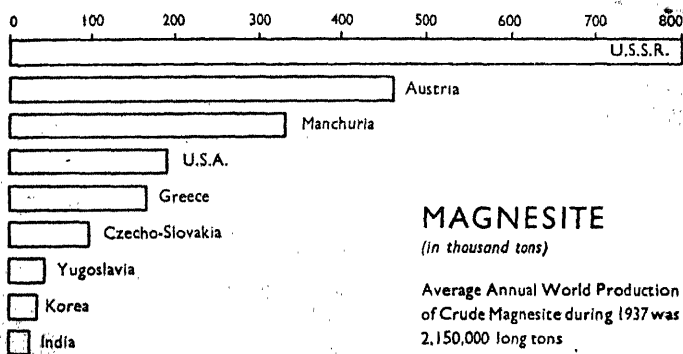 0 100 200 300 400 500 600 700 800
U.S.S.R.
Austria
Manchuria
U.S.A.
Greece
Czecho-Slovakia
Yugoslavia
Korea
India
MAGNESITE
(in thousand tons)
Average Annual World Production
of Crude Magnesite during 1937 was
2,150,000 long tons